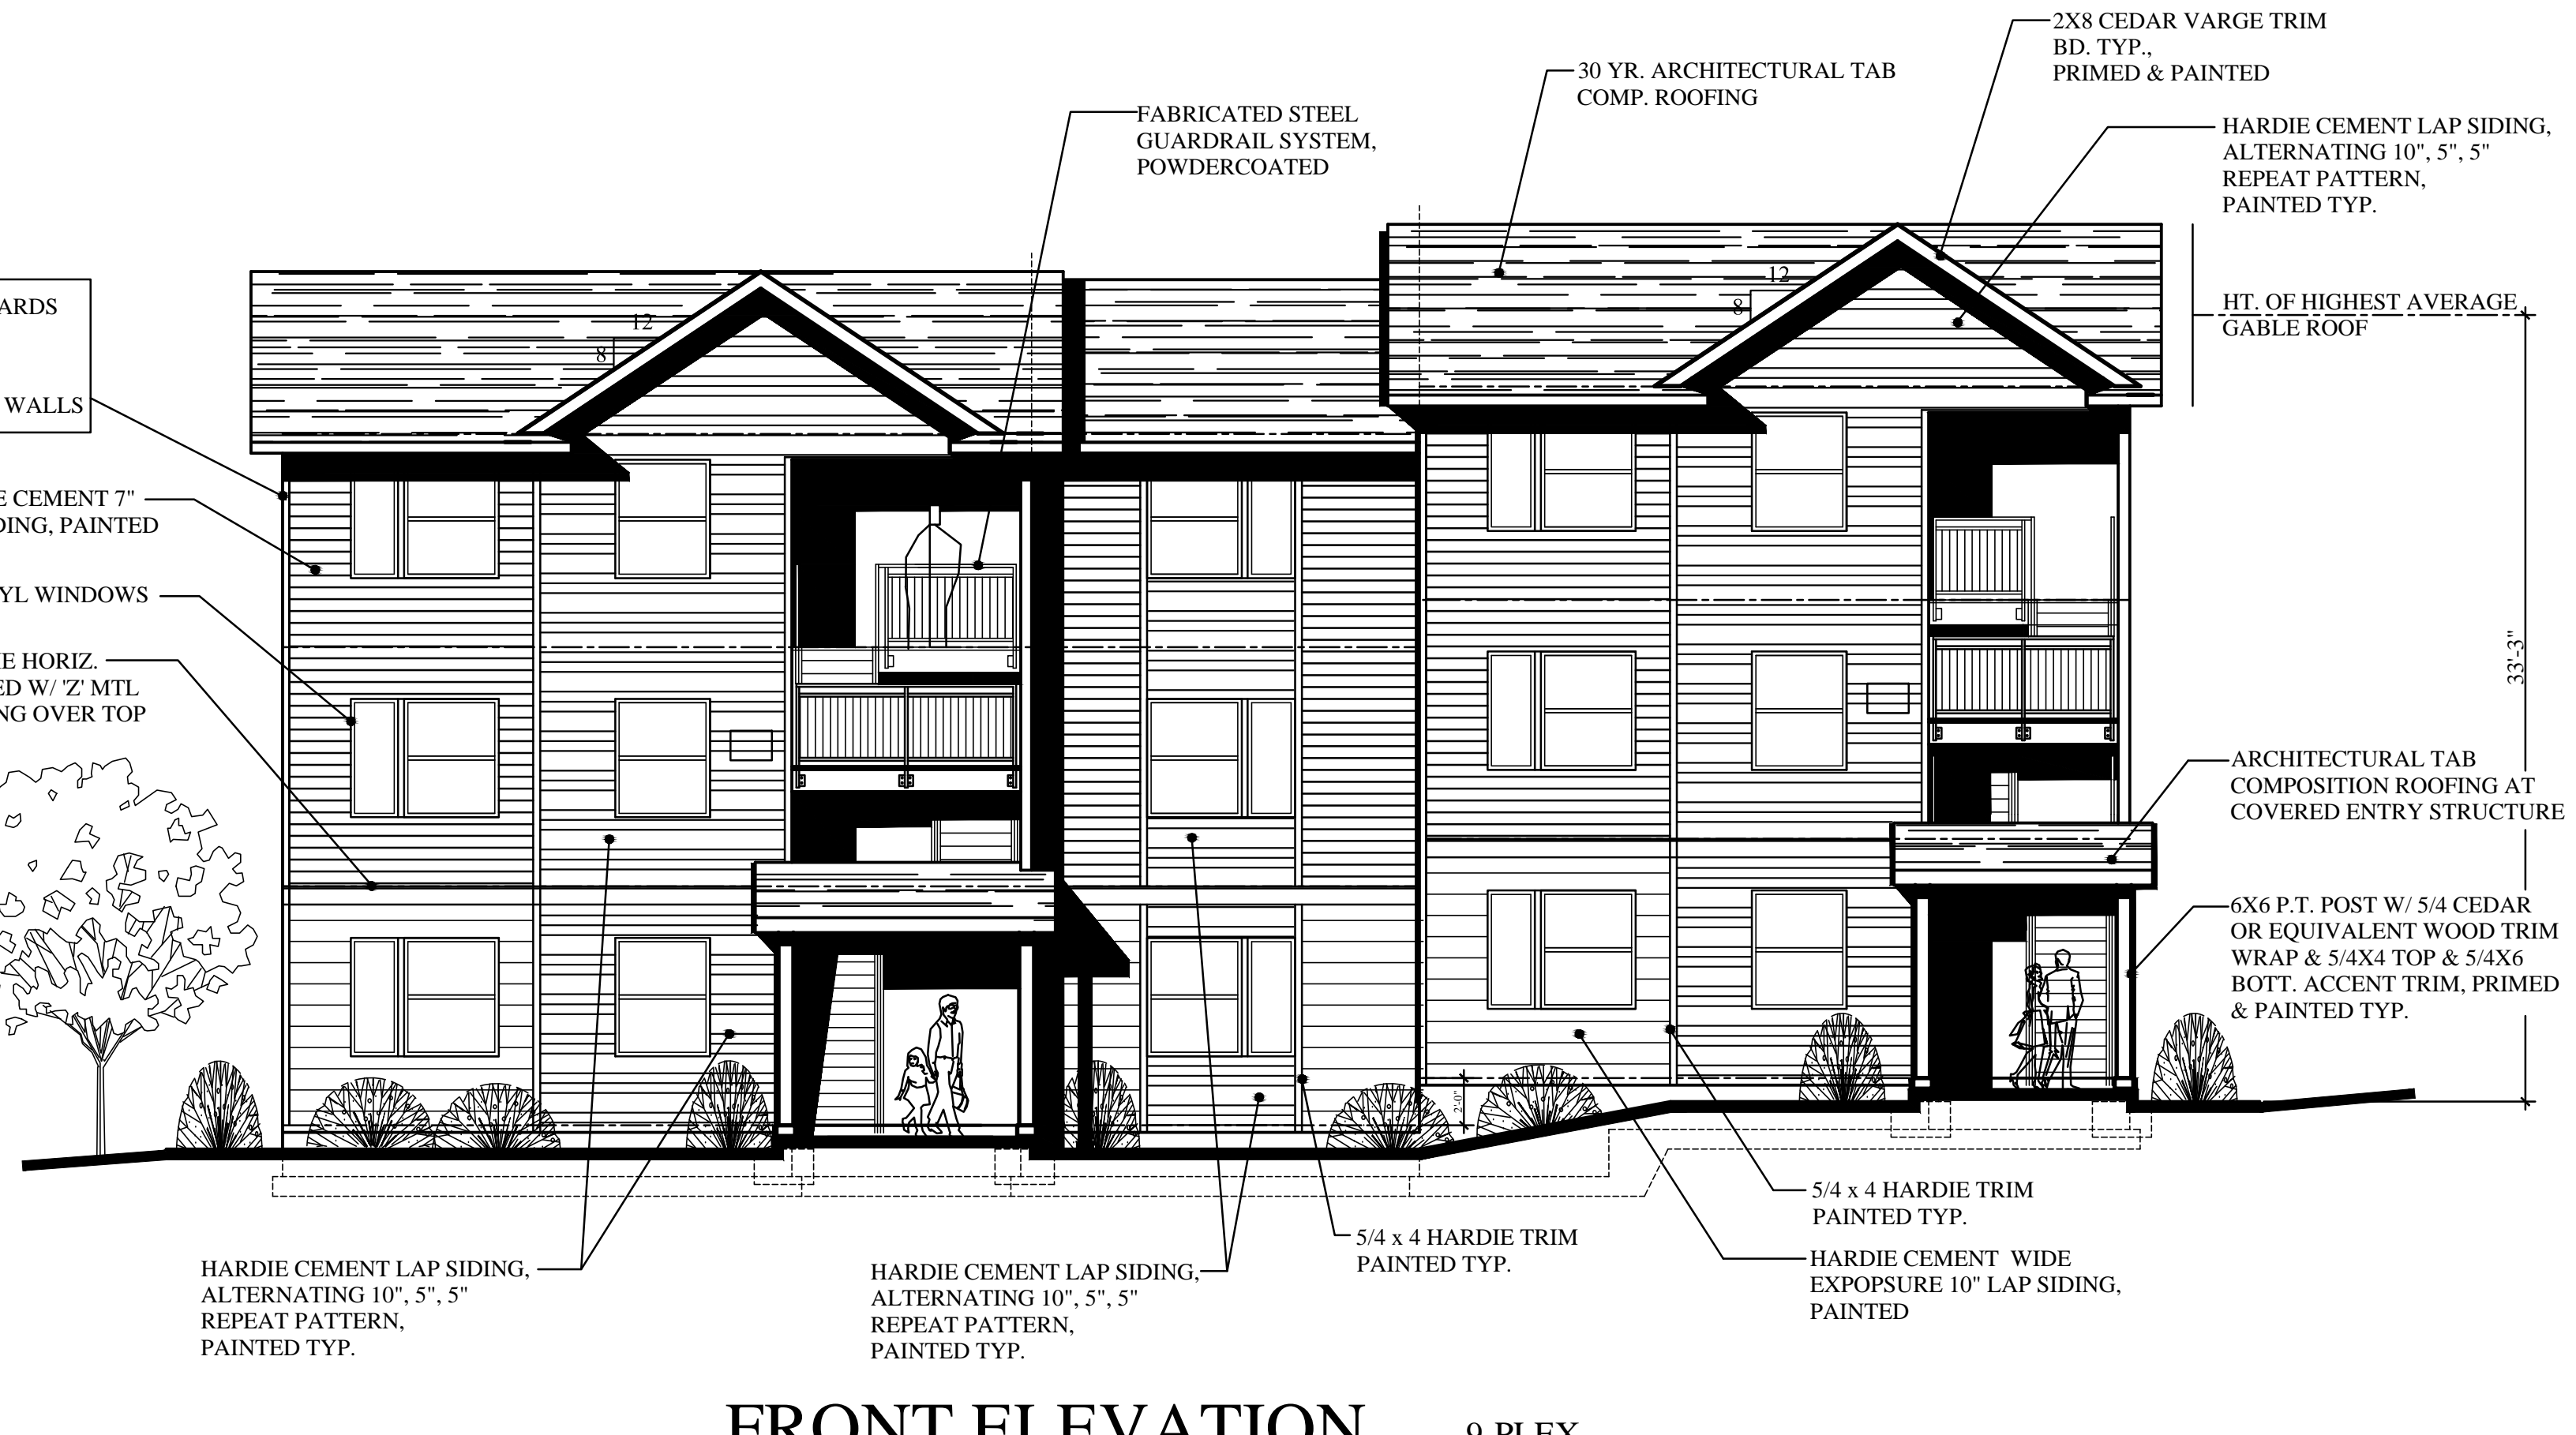 2X8 CEDAR VARGE TRIM
BD. TYP.,
PRIMED & PAINTED
30 YR. ARCHITECTURAL TAB
COMP. ROOFING
FABRICATED STEEL
GUARDRAIL SYSTEM,
POWDERCOATED
HARDIE CEMENT LAP SIDING,
ALTERNATING 10", 5", 5"
REPEAT PATTERN,
PAINTED TYP.
12
8
12
8
HT. OF HIGHEST AVERAGE
GABLE ROOF
ARDS
WALLS
E CEMENT 7"
DING, PAINTED
YL WINDOWS
IE HORIZ.
ED W/ 'Z' MTL
NG OVER TOP
33'-3"
ARCHITECTURAL TAB
COMPOSITION ROOFING AT
COVERED ENTRY STRUCTURE
6X6 P.T. POST W/ 5/4 CEDAR
OR EQUIVALENT WOOD TRIM
WRAP & 5/4X4 TOP & 5/4X6
BOTT. ACCENT TRIM, PRIMED
& PAINTED TYP.
2'-0"
5/4 x 4 HARDIE TRIM
PAINTED TYP.
5/4 x 4 HARDIE TRIM
PAINTED TYP.
HARDIE CEMENT WIDE
EXPOPSURE 10" LAP SIDING,
PAINTED
HARDIE CEMENT LAP SIDING,
ALTERNATING 10", 5", 5"
REPEAT PATTERN,
PAINTED TYP.
HARDIE CEMENT LAP SIDING,
ALTERNATING 10", 5", 5"
REPEAT PATTERN,
PAINTED TYP.
FRONT ELEVATION 9-PLEX